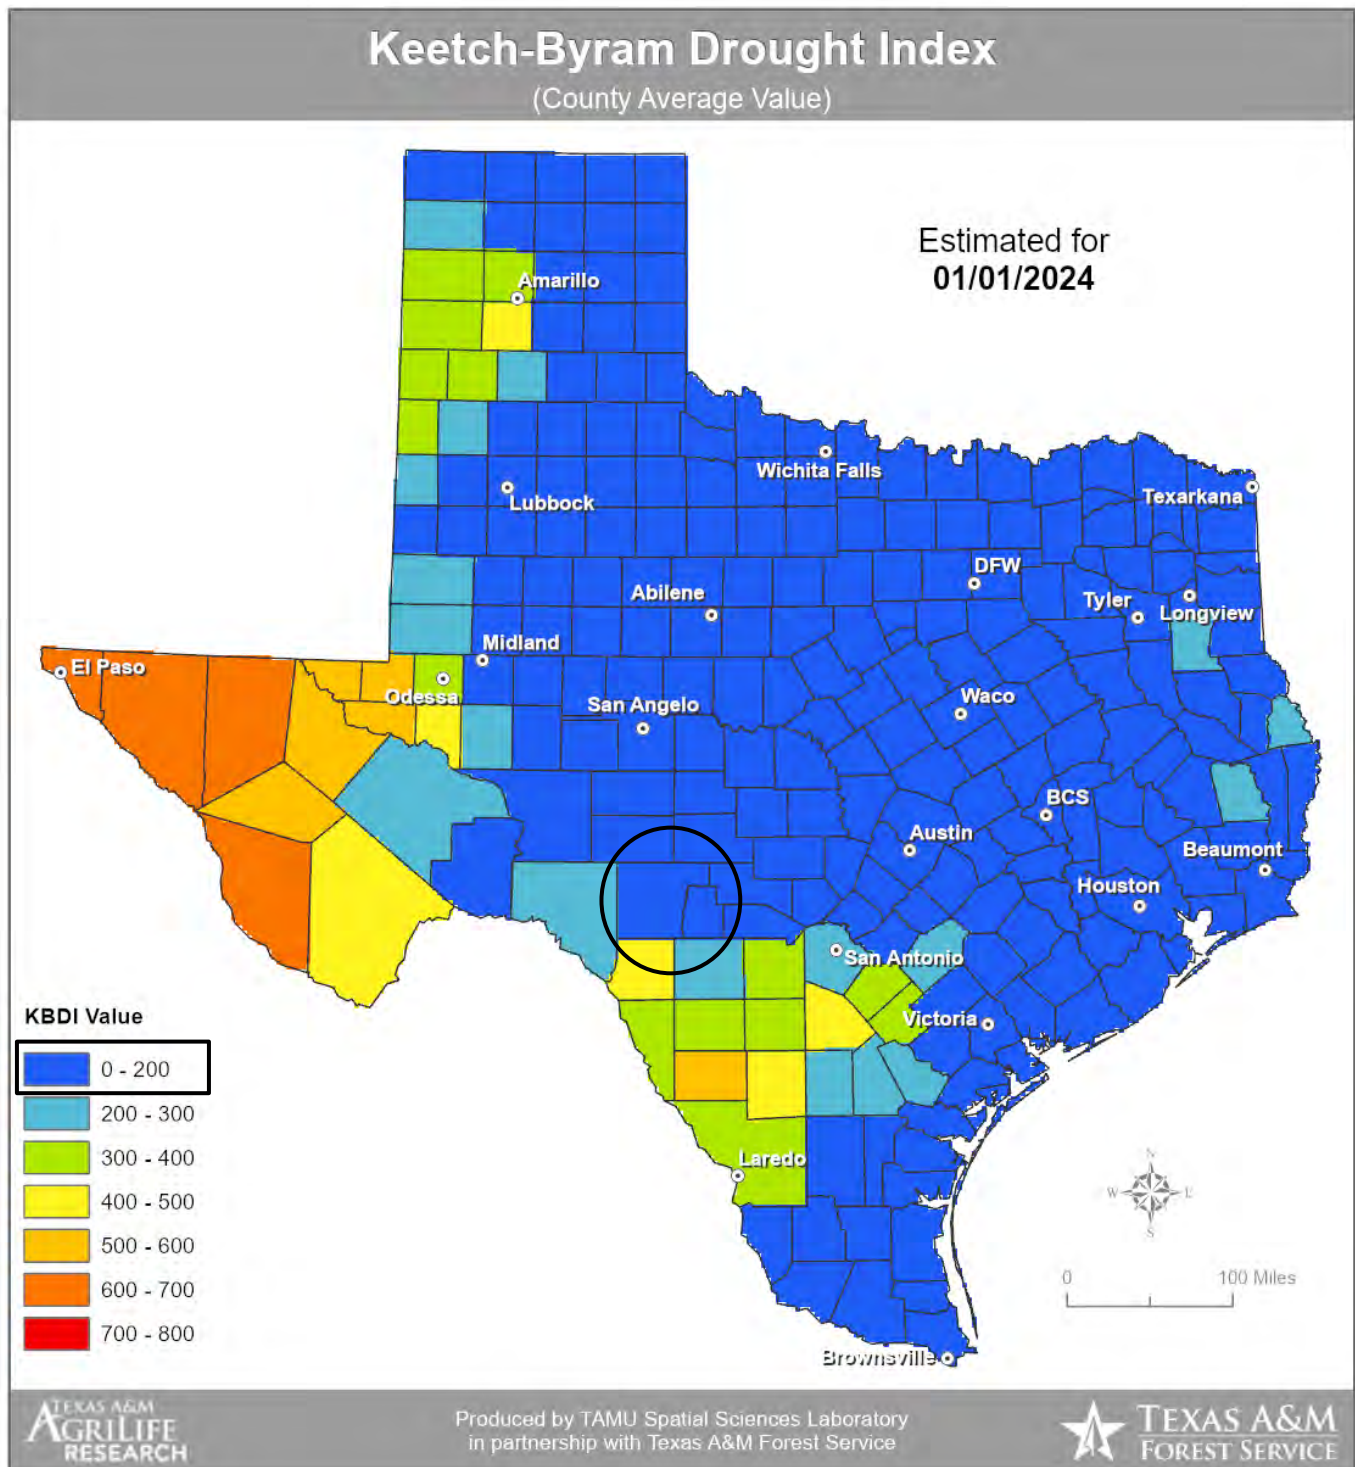 Keetch-Byram Drought Index
(County Average Value)
Estimated for
01/01/2024
Amarillo
Wichita Falls
Lubbock
Texarkana
DFW
Abilene
Tyler
Longview
Midland
El Paso
Odessa
San Angelo
Waco
BCS
Austin
Beaumont
Houston
San Antonio
Victoria
KBDI Value
0 - 200
200 - 300
300 - 400
400 - 500
500 - 600
600 - 700
700 - 800
Laredo
N
W
E
S
0 100 Miles
Brownsville
TEXAS A&M
AGRILIFE
RESEARCH
Produced by TAMU Spatial Sciences Laboratory
in partnership with Texas A&M Forest Service
TEXAS A&M
FOREST SERVICE